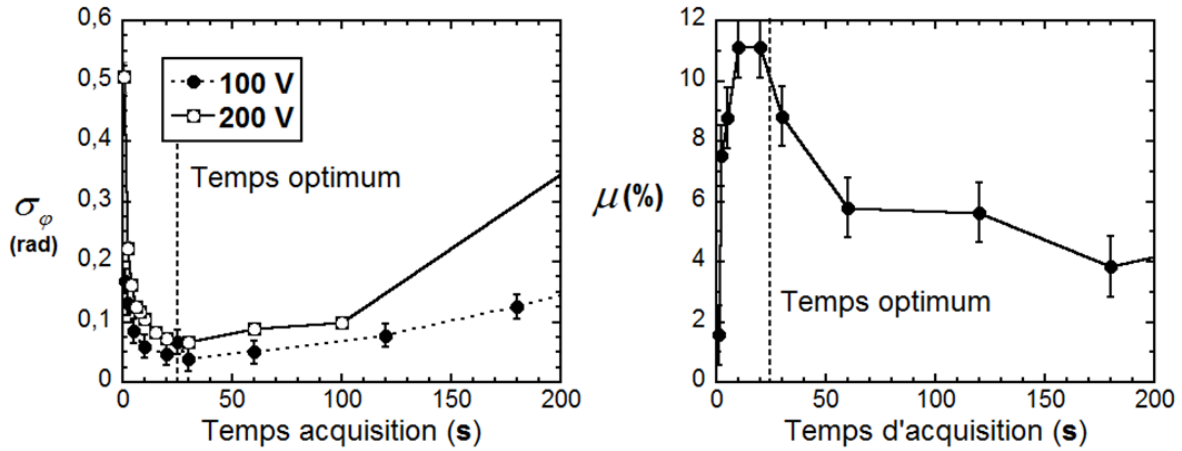 0,6
0,5
0,4
0,3
0,2
0,1
0
σφ
(rad)
100 V
200 V
Temps optimum
0 50 100 150 200
Temps acquisition (s)
12
10
8
6
4
2
0
μ(%)
Temps optimum
0 50 100 150 200
Temps d'acquisition (s)